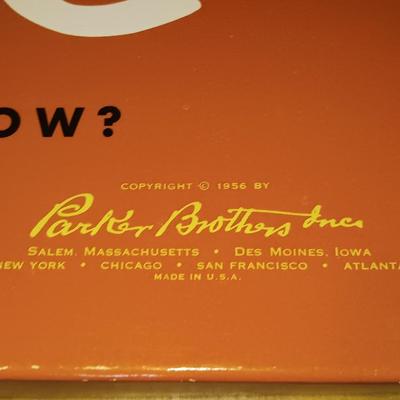 OW?
COPYRIGHT © 1956 BY
Parker Brothers Inc.
SALEM, MASSACHUSETTS • DES MOINES, IOWA
NEW YORK • CHICAGO • SAN FRANCISCO • ATLANTA
MADE IN U.S.A.